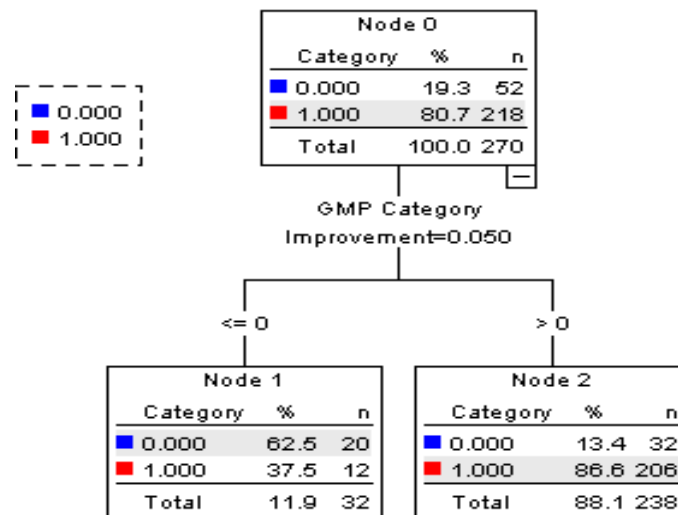 Node 0
Category % n
0.000 19.3 52
1.000 80.7 218
Total 100.0 270
0.000
1.000
GMP Category
Improvement=0.050
<= 0
> 0
Node 1
Category % n
0.000 62.5 20
1.000 37.5 12
Total 11.9 32
Node 2
Category % n
0.000 13.4 32
1.000 86.6 206
Total 88.1 238